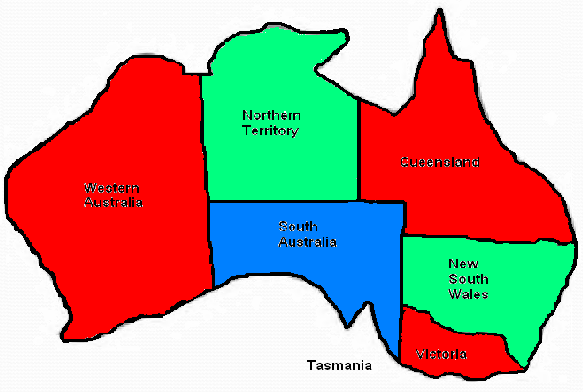 Northern
Territory
Queensland
Western
Australia
South
Australia
New
South
Wales
Victoria
Tasmania